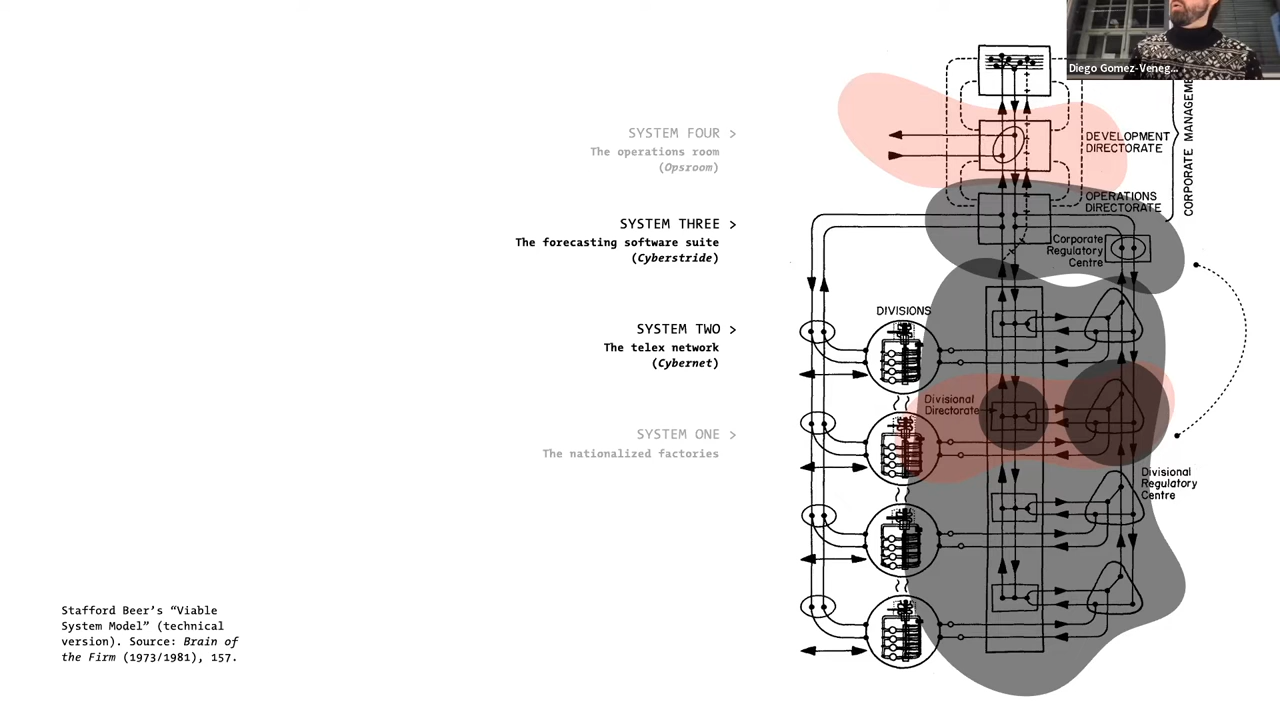 Diego Gomez-Veneg...
SYSTEM FOUR >
The operations room
(Opsroom)
SYSTEM THREE >
The forecasting software suite
(Cyberstride)
SYSTEM TWO >
The telex network
(Cybernet)
SYSTEM ONE >
The nationalized factories
DEVELOPMENT
DIRECTORATE
CORPORATE MANAGEME
OPERATIONS
DIRECTORATE
Corporate
Regulatory
Centre
DIVISIONS
Divisional
Directorate
Divisional
Regulatory
Centre
Stafford Beer's “Viable
System Model” (technical
version). Source: Brain of
the Firm (1973/1981), 157.